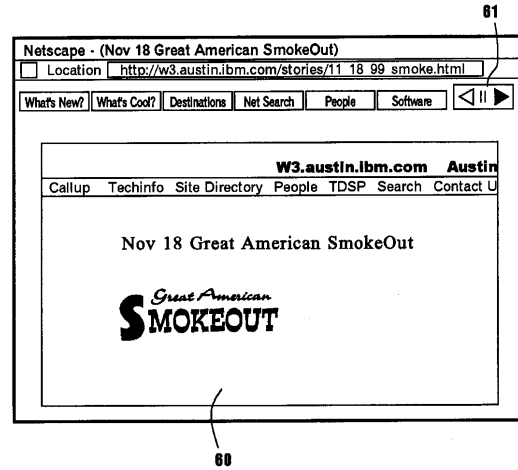 61
Netscape - (Nov 18 Great American SmokeOut)
Location http://w3.austin.ibm.com/stories/11_18_99_smoke.html
What's New? What's Cool? Destinations Net Search People Software
W3.austin.ibm.com Austin
Callup Techinfo Site Directory People TDSP Search Contact U
Nov 18 Great American SmokeOut
Great American
SMOKEOUT
60